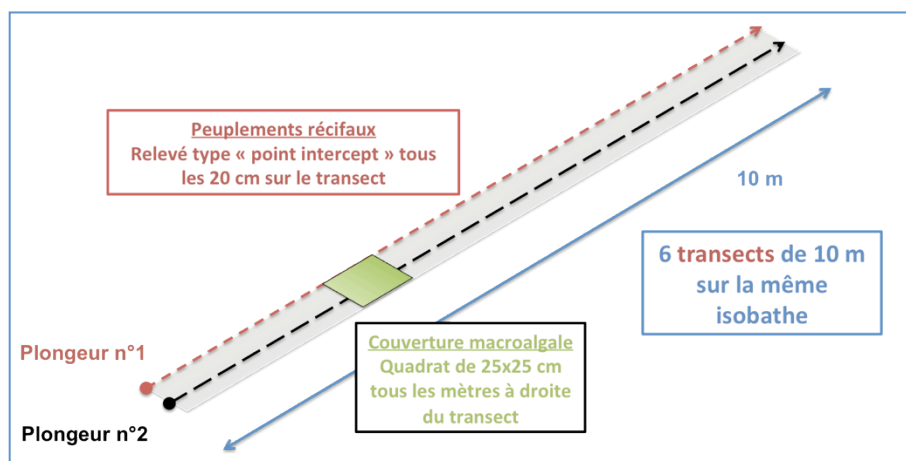 Peuplements récifaux
Relevé type « point intercept » tous
les 20 cm sur le transect
10 m
6 transects de 10 m
sur la même
isobathe
Couverture macroalgale
Quadrat de 25x25 cm
tous les mètres à droite
du transect
Plongeur n°1
Plongeur n°2